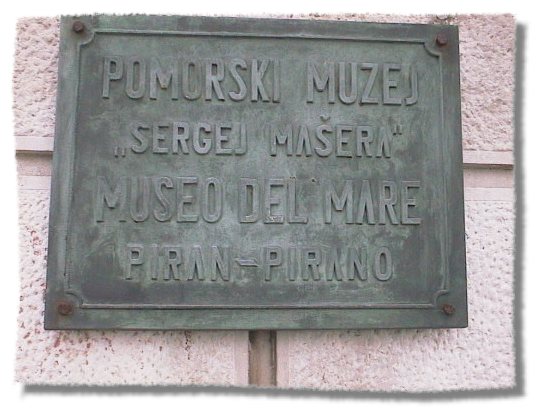 POMORSKI MUZEJ
„SERGEJ MAŠERA"
MUSEO DEL MARE
PIRAN-PIRANO